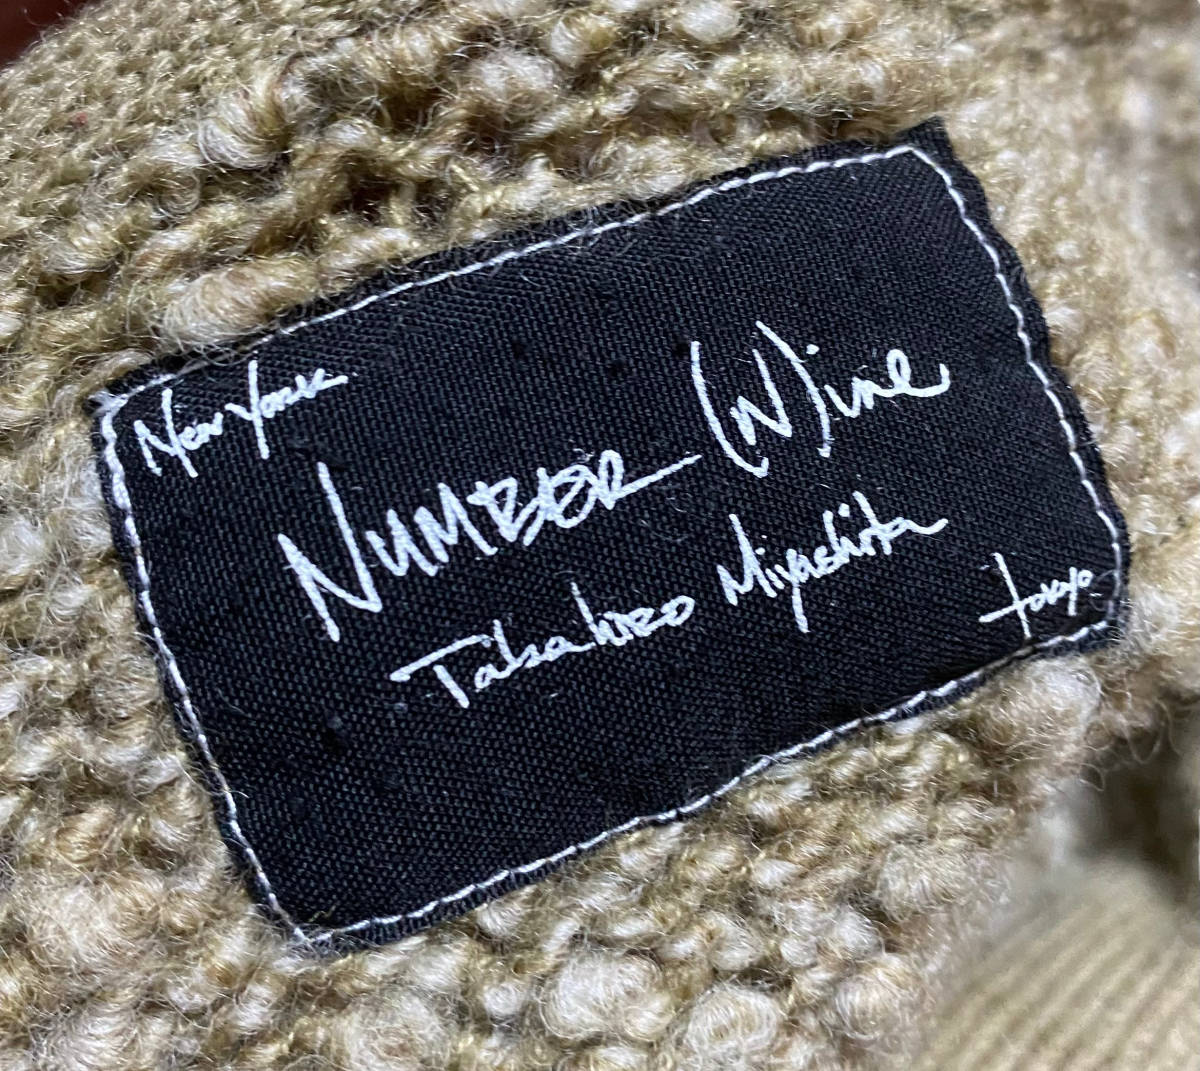 New York
NUMBER (N)ine
Takahiro Miyashita
tokyo